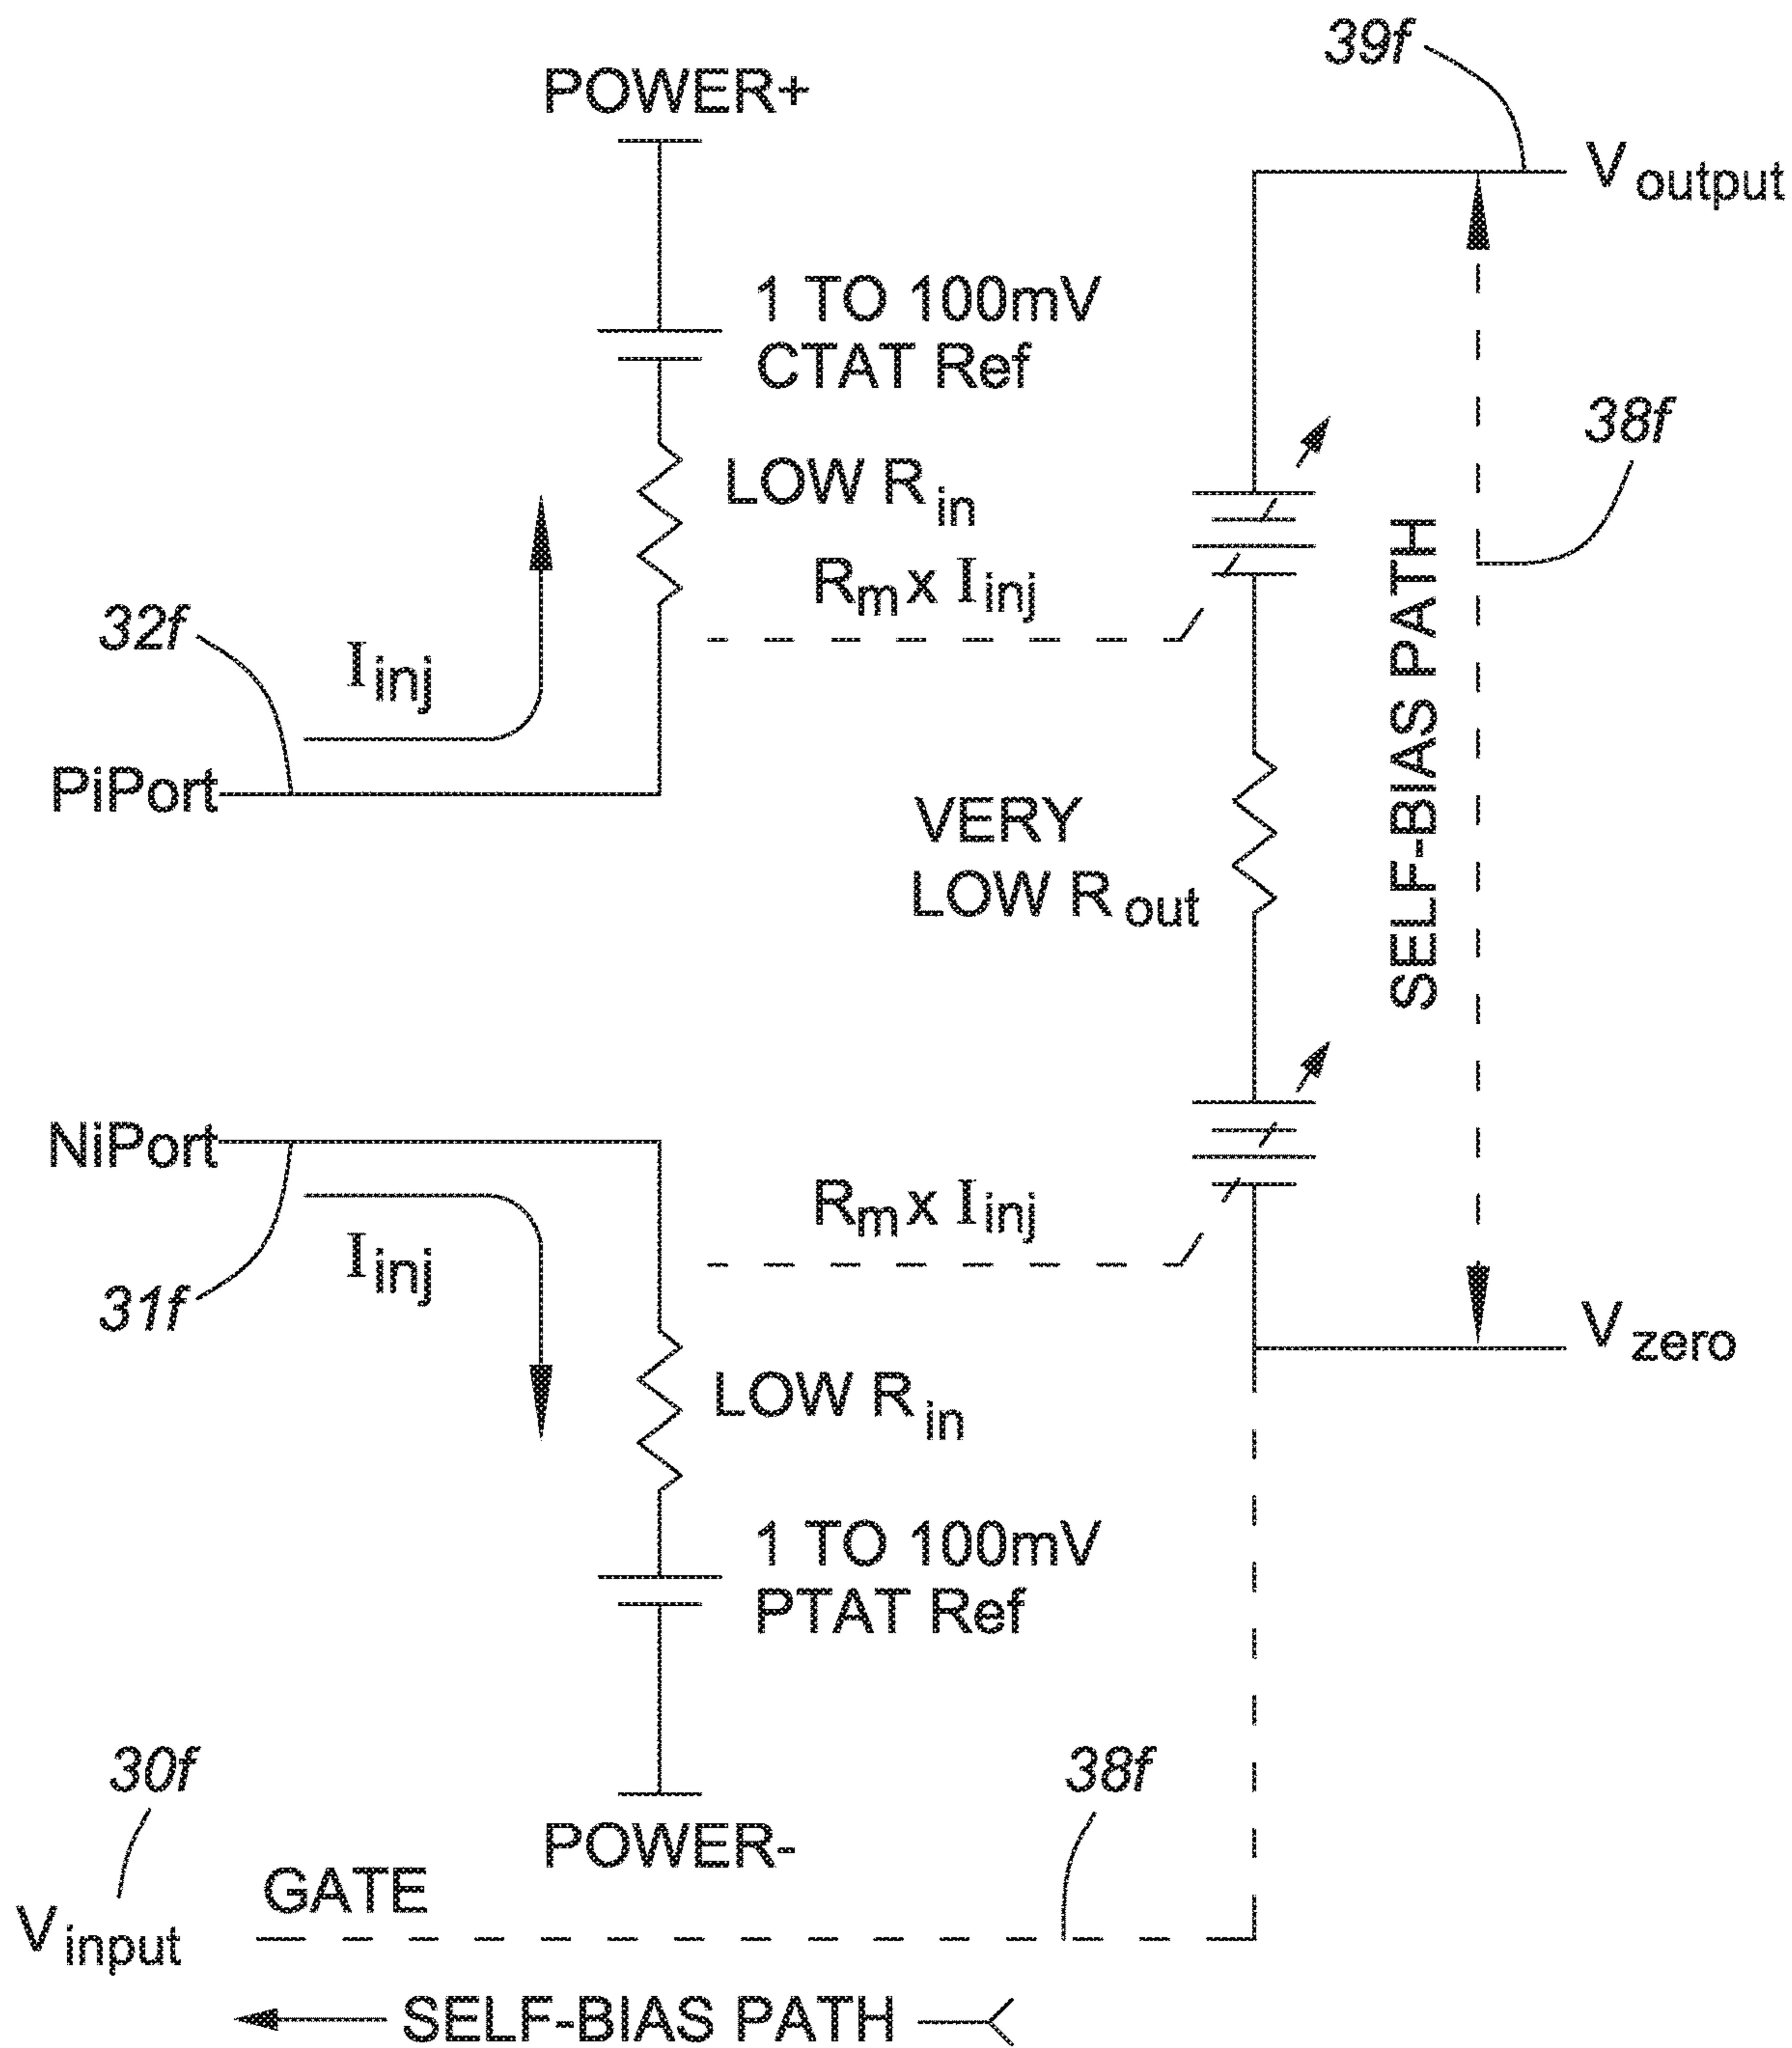 39f
POWER+
V output
1 TO 100mV
CTAT Ref
38f
LOW R in
R m x I inj
32f
I inj
SELF-BIAS PATH
PiPort
VERY
LOW R out
NiPort
R m x I inj
I inj
31f
V zero
LOW R in
1 TO 100mV
PTAT Ref
30f
38f
POWER-
GATE
V input
SELF-BIAS PATH